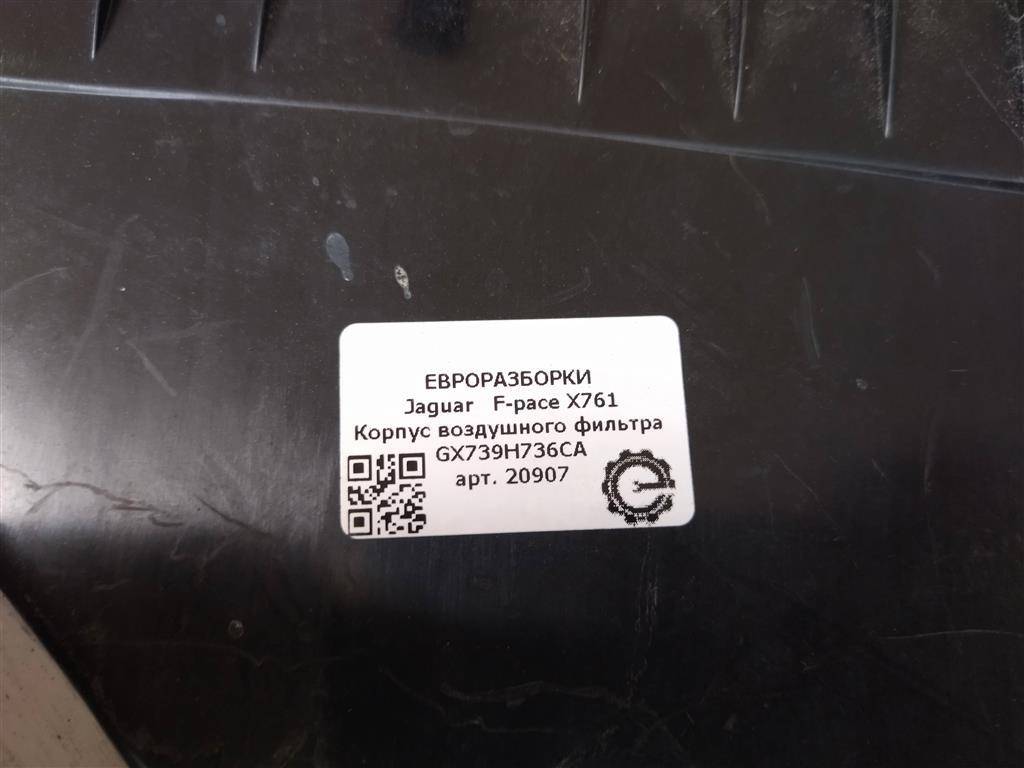 ЕВРОРАЗБОРКИ
Jaguar F-pace X761
Корпус воздушного фильтра
GX739H736CA
арт. 20907